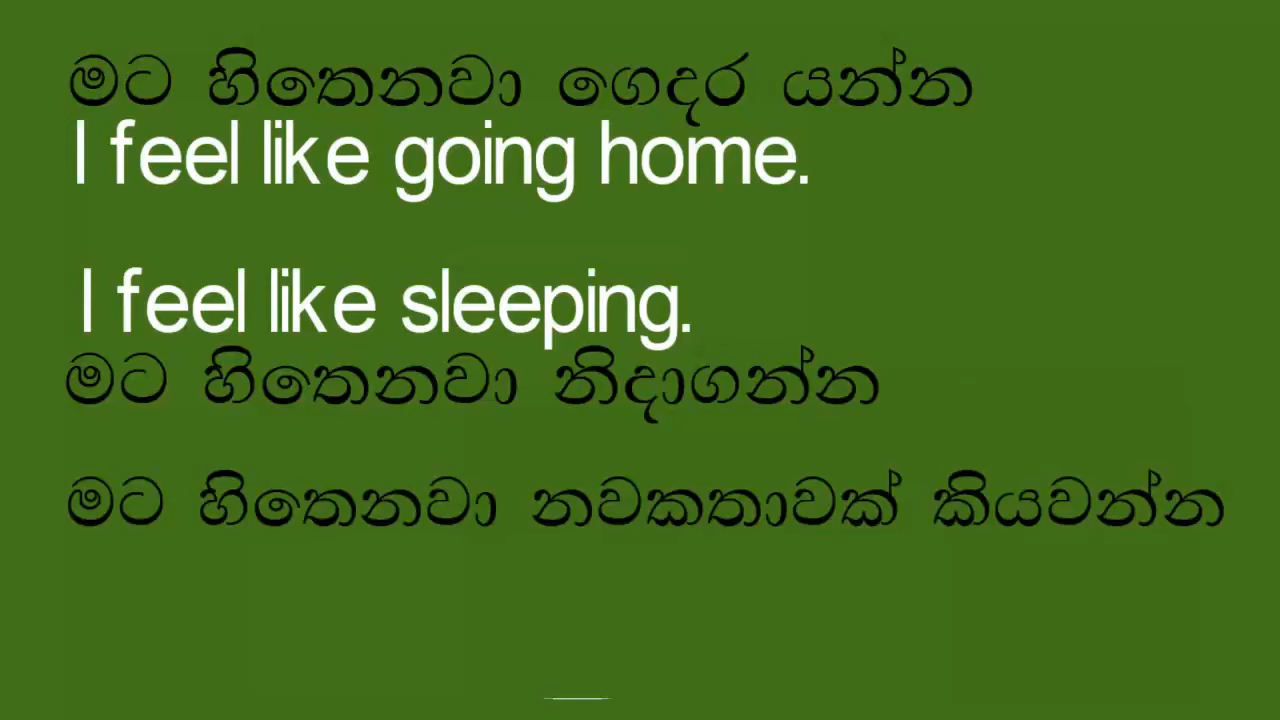 මට හිතෙනවා ගෙදර යන්න
I feel like going home.
I feel like sleeping.
මට හිතෙනවා නිදාගන්න
මට හිතෙනවා නවකතාවක් කියවන්න